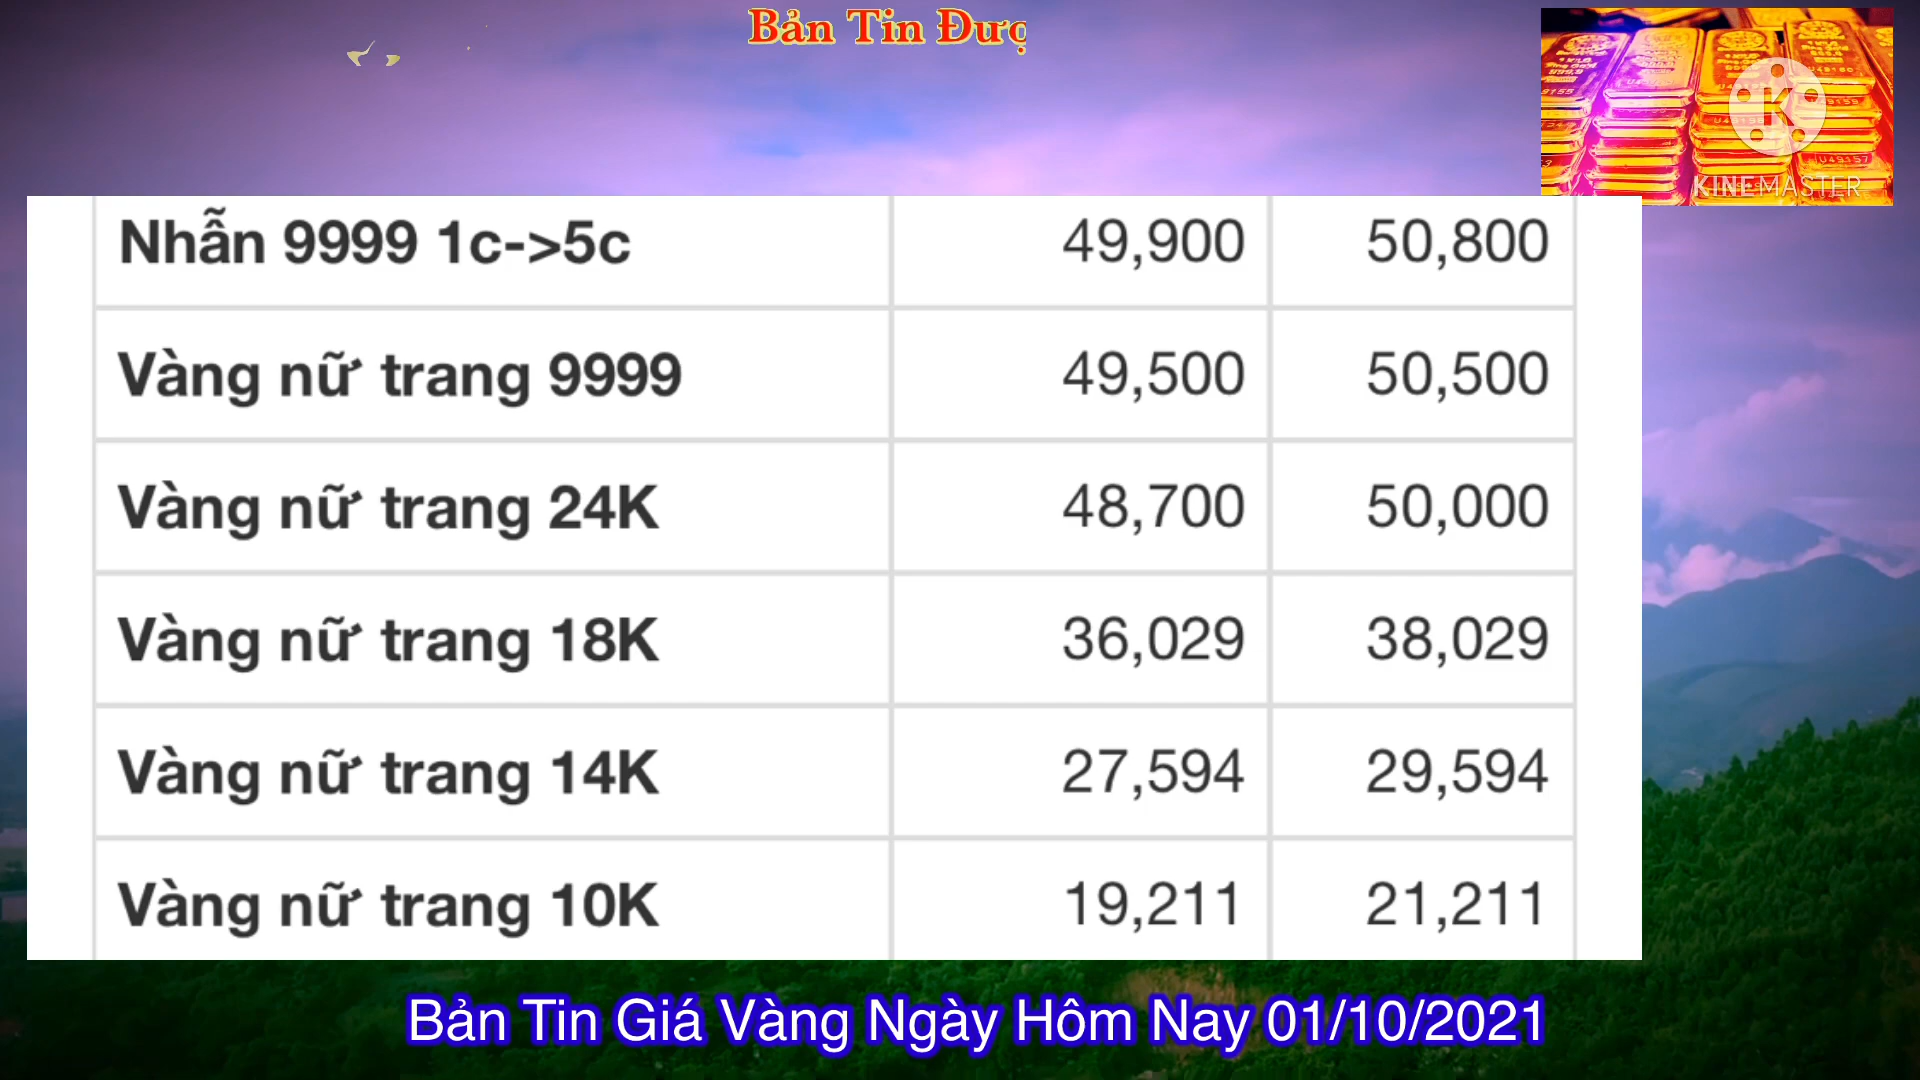 Bản Tin Đượ
KINEMASTER
Nhẫn 9999 1c->5c 49,900 50,800
Vàng nữ trang 9999 49,500 50,500
Vàng nữ trang 24K 48,700 50,000
Vàng nữ trang 18K 36,029 38,029
Vàng nữ trang 14K 27,594 29,594
Vàng nữ trang 10K 19,211 21,211
Bản Tin Giá Vàng Ngày Hôm Nay 01/10/2021